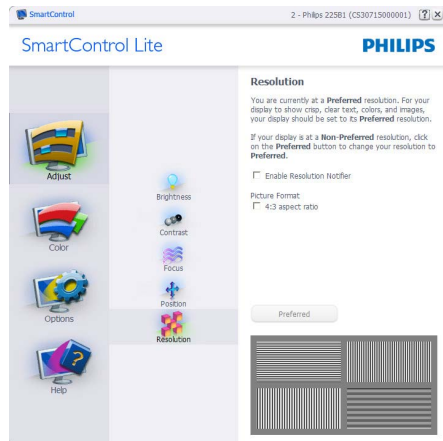 SmartControl
2 - Philips 225B1 (CS30715000001)
?
X
SmartControl Lite
PHILIPS
Resolution
You are currently at a Preferred resolution. For your
display to show crisp, clear text, colors, and images,
your display should be set to its Preferred resolution.
If your display is at a Non-Preferred resolution, click
on the Preferred button to change your resolution to
Preferred.
Enable Resolution Notifier
Picture Format
4:3 aspect ratio
Preferred
Adjust
Color
Options
?
Help
Brightness
Contrast
Focus
Position
Resolution